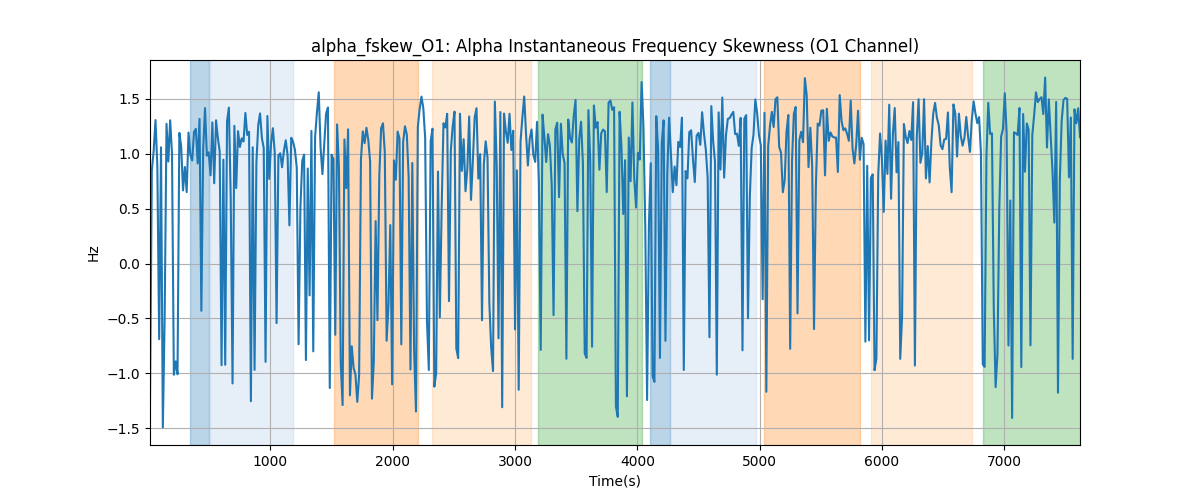 alpha_fskew_O1: Alpha Instantaneous Frequency Skewness (O1 Channel)
1.5
1.0
0.5
0.0
−0.5
−1.0
−1.5
Hz
1000 2000 3000 4000 5000 6000 7000
Time(s)